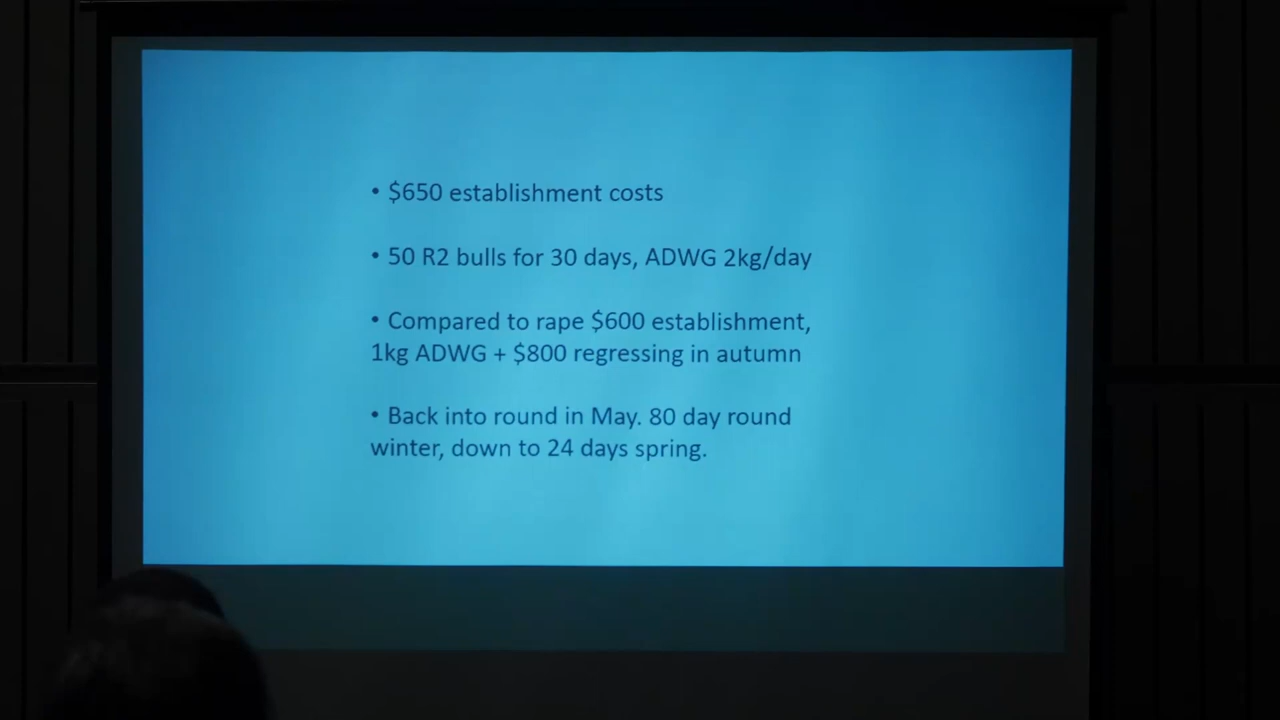 • $650 establishment costs
• 50 R2 bulls for 30 days, ADWG 2kg/day
• Compared to rape $600 establishment,
1kg ADWG + $800 regressing in autumn
• Back into round in May. 80 day round
winter, down to 24 days spring.